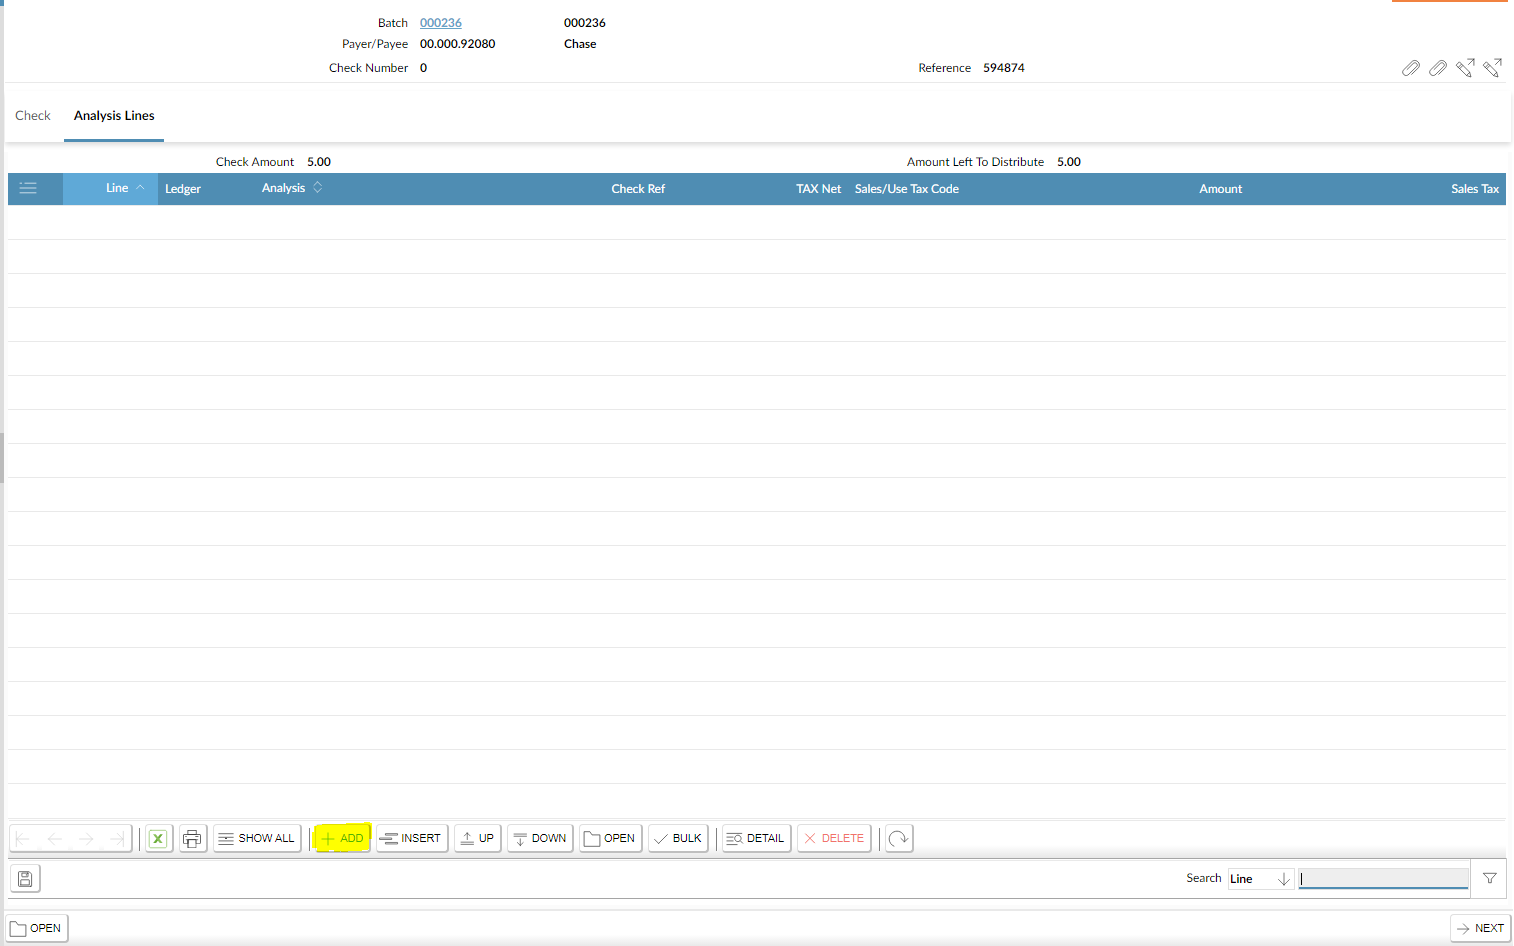 Batch 000236 000236
Payer/Payee 00.000.92080 Chase
Check Number 0 Reference 594874
Check Analysis Lines
Check Amount 5.00 Amount Left To Distribute 5.00
Line Ledger Analysis Check Ref TAX Net Sales/Use Tax Code Amount Sales Tax
X SHOW ALL ADD INSERT UP DOWN OPEN BULK DETAIL DELETE
Search Line
OPEN NEXT